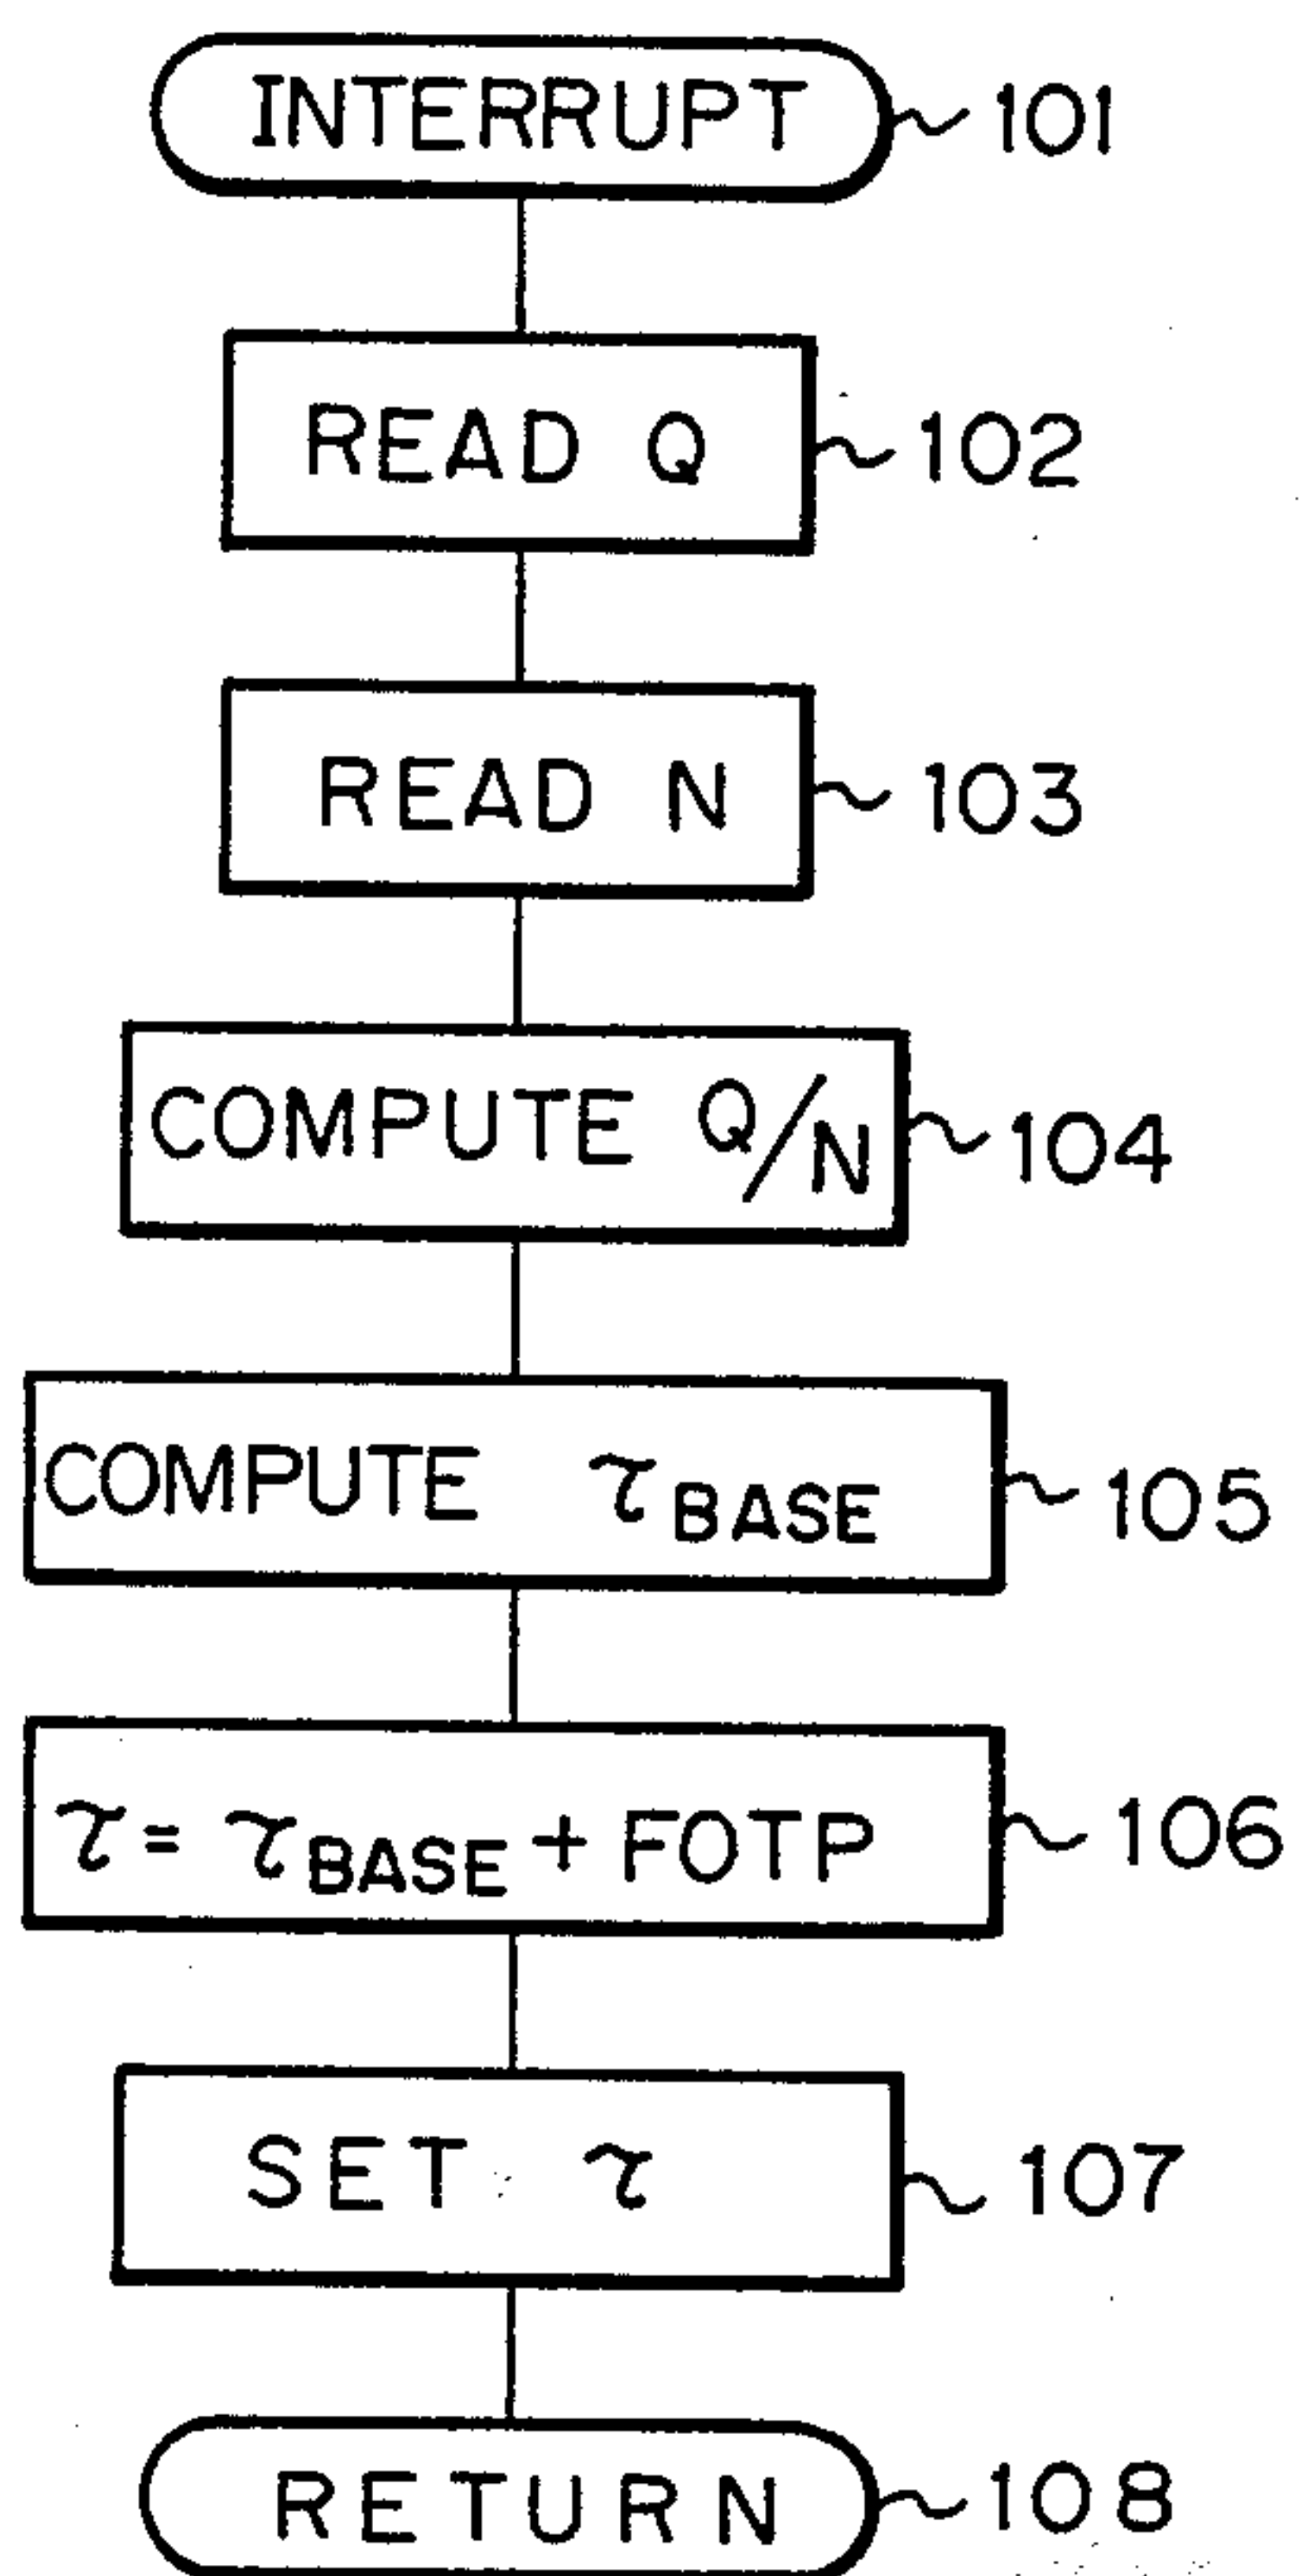 INTERRUPT 101
READ Q 102
READ N 103
COMPUTE Q/N 104
COMPUTE τBASE 105
τ = τBASE + FOTP 106
SET τ 107
RETURN 108